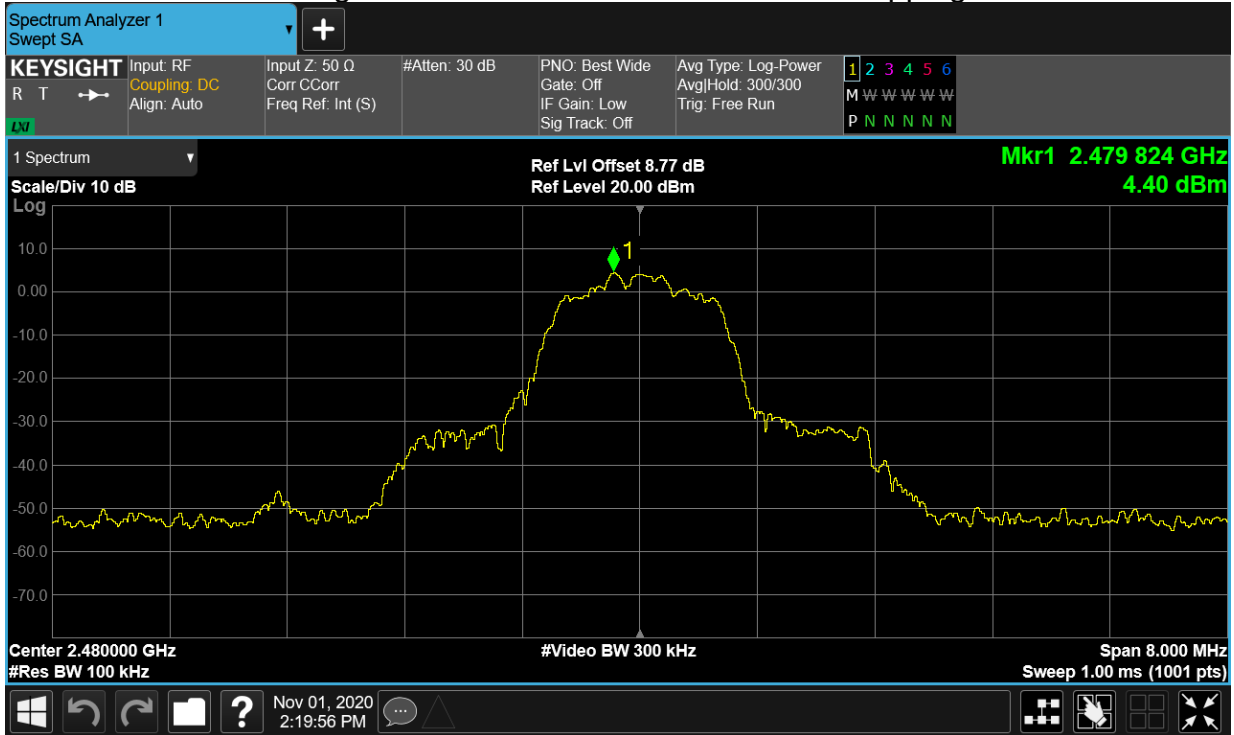 Spectrum Analyzer 1
Swept SA
+
KEYSIGHT
R T
LXI
Input: RF
Coupling: DC
Align: Auto
Input Z: 50 Ω
Corr CCorr
Freq Ref: Int (S)
#Atten: 30 dB
PNO: Best Wide
Gate: Off
IF Gain: Low
Sig Track: Off
Avg Type: Log-Power
Avg|Hold: 300/300
Trig: Free Run
1 2 3 4 5 6
M W W W W W
P N N N N N N
1 Spectrum
Scale/Div 10 dB
Log
Ref Lvl Offset 8.77 dB
Ref Level 20.00 dBm
Mkr1 2.479 824 GHz
4.40 dBm
1
10.0
0.00
-10.0
-20.0
-30.0
-40.0
-50.0
-60.0
-70.0
Center 2.480000 GHz
#Res BW 100 kHz
#Video BW 300 kHz
Span 8.000 MHz
Sweep 1.00 ms (1001 pts)
?
Nov 01, 2020
2:19:56 PM